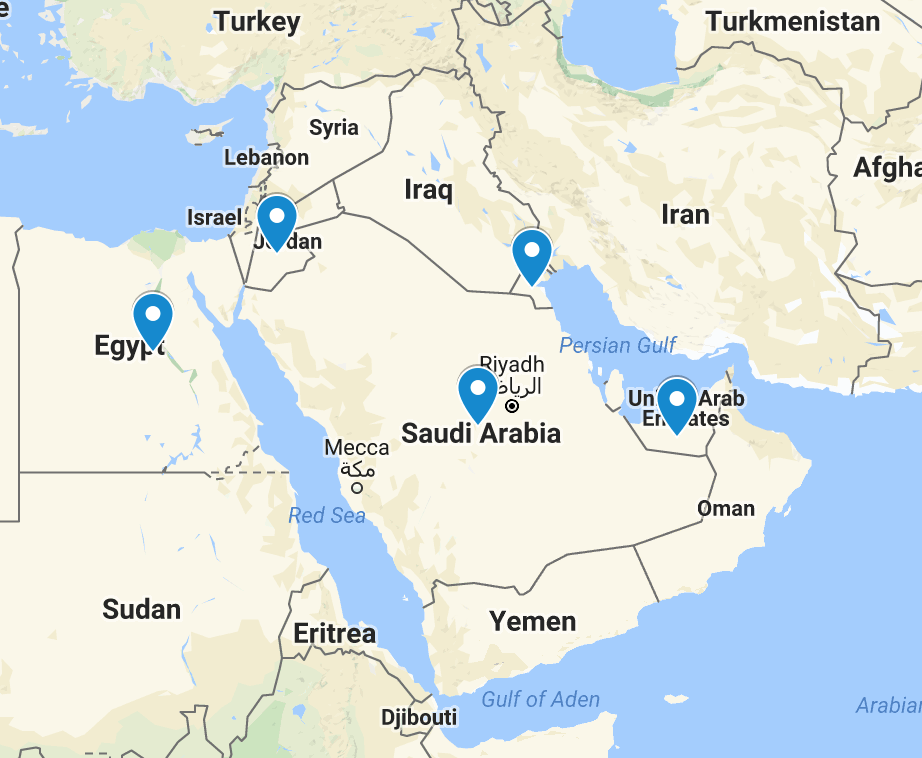 Turkey
Turkmenistan
Syria
Lebanon
Afgha
Iraq
Iran
Israel
Jordan
Egypt
Persian Gulf
Riyadh
الرياض
United Arab
Emirates
Saudi Arabia
Mecca
مكة
Red Sea
Oman
Sudan
Yemen
Eritrea
Gulf of Aden
Arabian
Djibouti